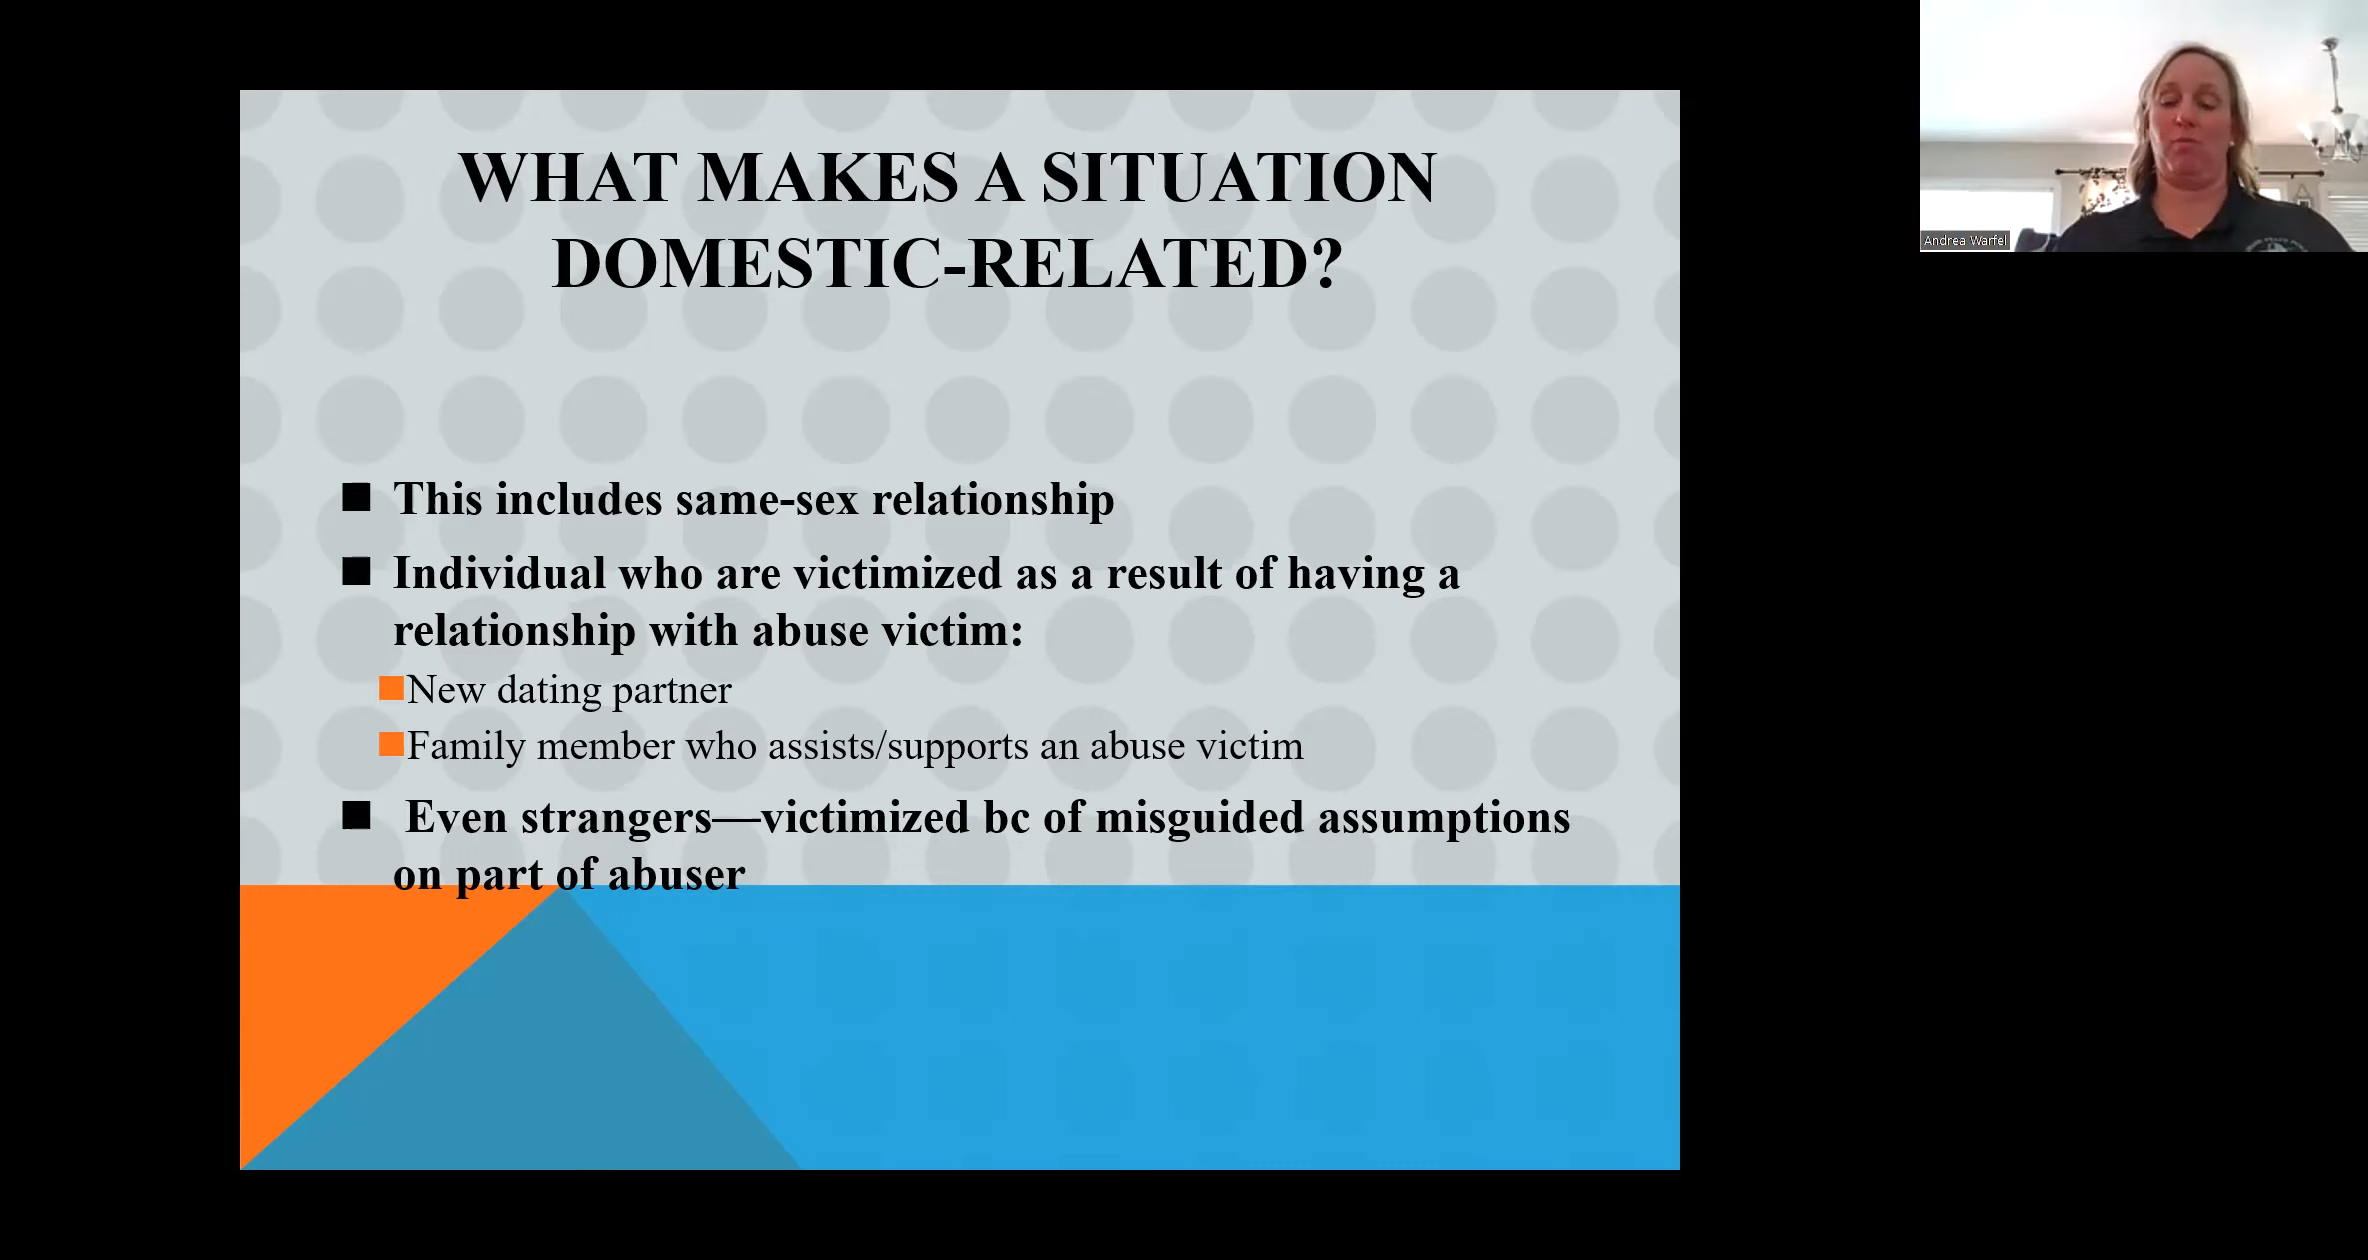 WHAT MAKES A SITUATION
DOMESTIC-RELATED?
This includes same-sex relationship
Individual who are victimized as a result of having a
relationship with abuse victim:
New dating partner
Family member who assists/supports an abuse victim
Even strangers—victimized bc of misguided assumptions
on part of abuser
Andrea Warfel